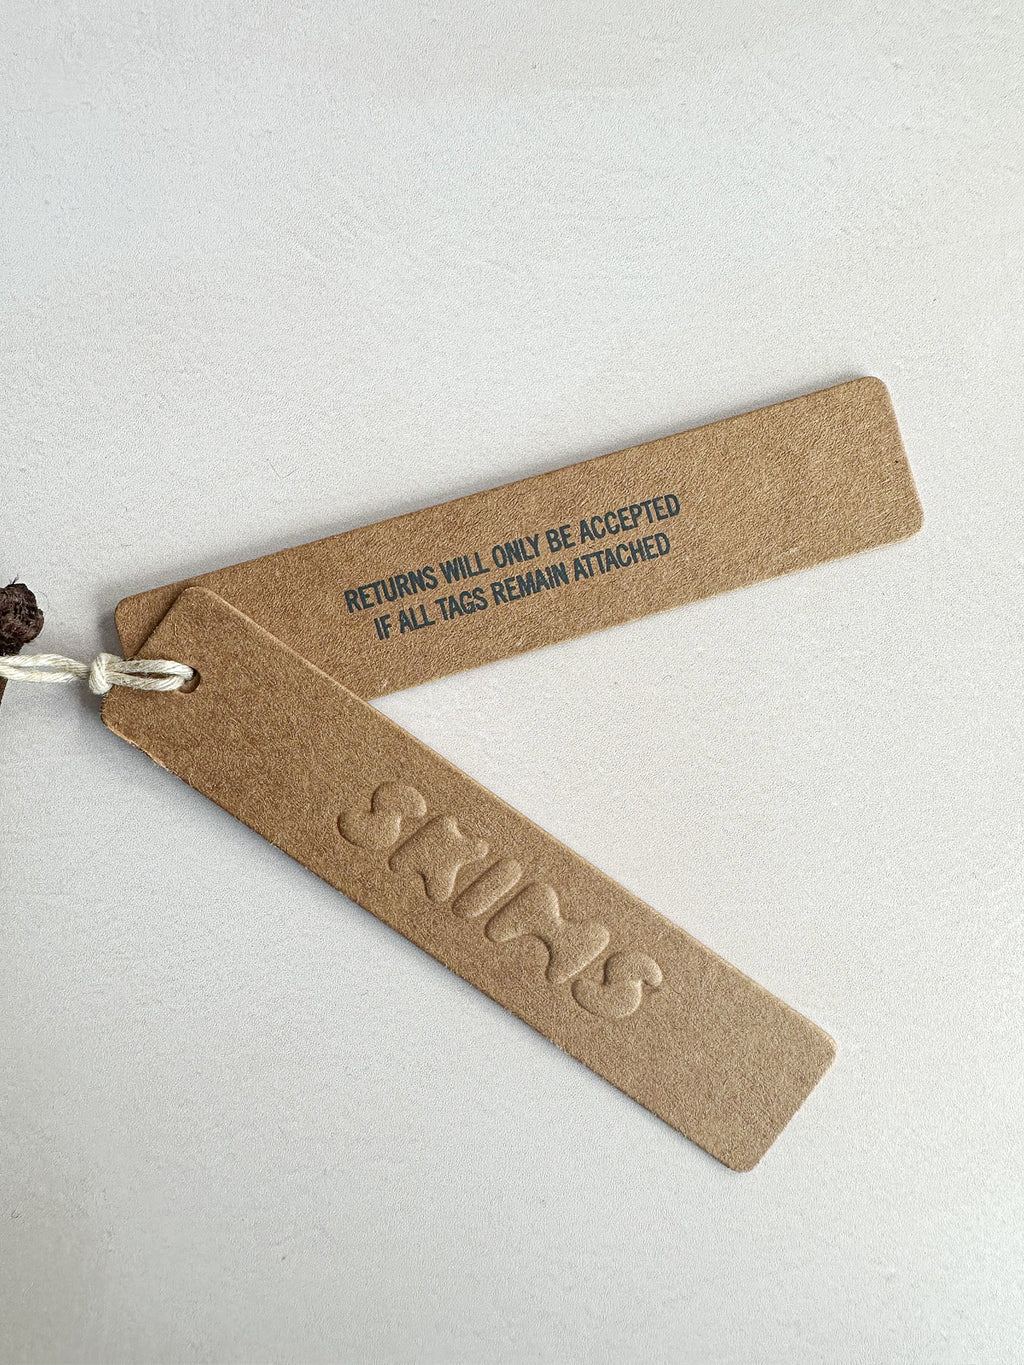 RETURNS WILL ONLY BE ACCEPTED
IF ALL TAGS REMAIN ATTACHED
SKIMS